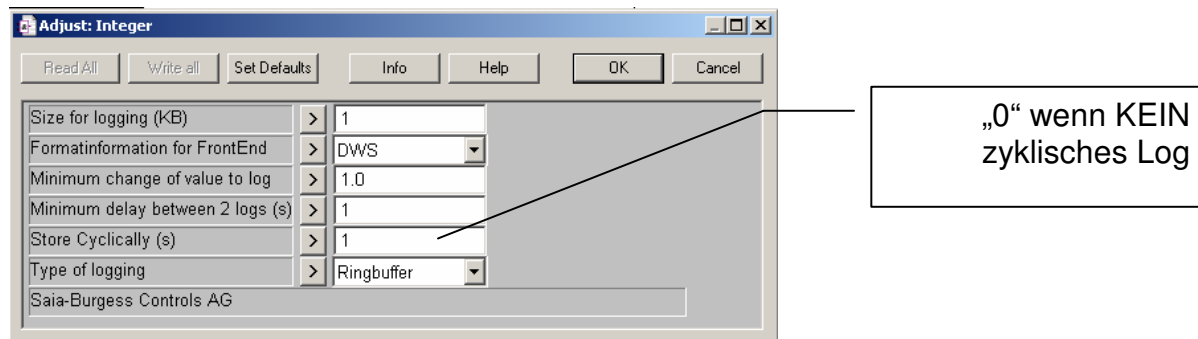 Adjust: Integer
Read All Write all Set Defaults Info Help OK Cancel
Size for logging (KB) > 1
Formatinformation for FrontEnd > DWS
Minimum change of value to log > 1.0
Minimum delay between 2 logs (s) > 1
Store Cyclically (s) > 1
Type of logging > Ringbuffer
Saia-Burgess Controls AG
„0“ wenn KEIN
zyklisches Log